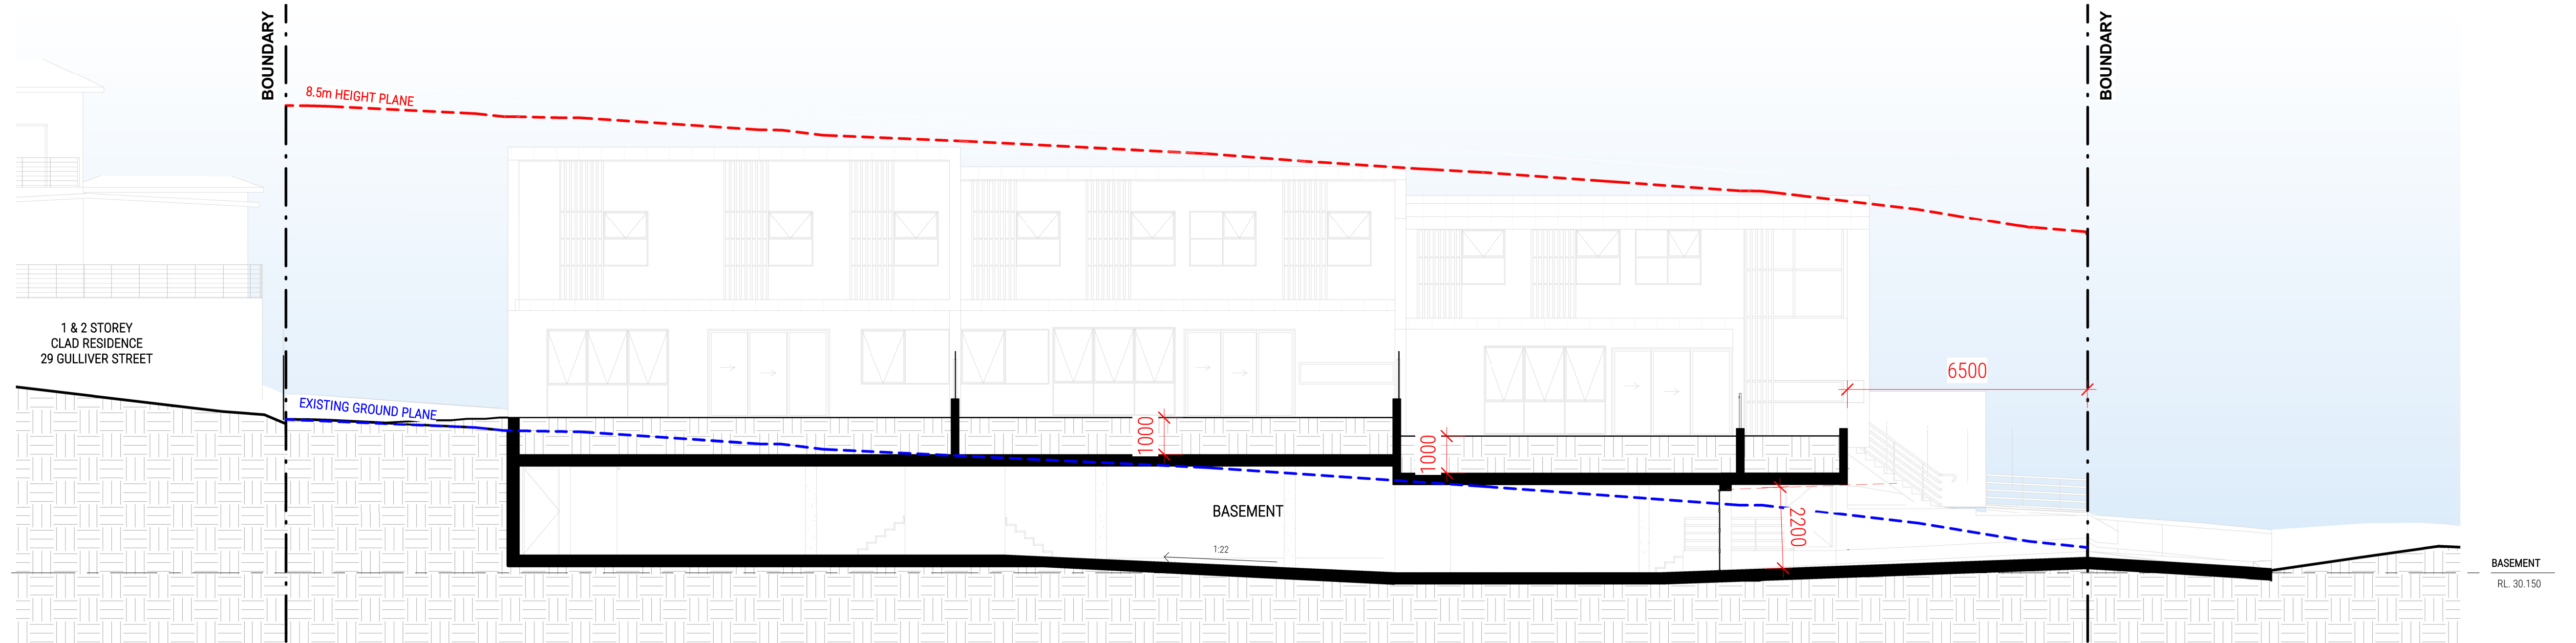 BOUNDARY
BOUNDARY
8.5m HEIGHT PLANE
1 & 2 STOREY
CLAD RESIDENCE
29 GULLIVER STREET
6500
EXISTING GROUND PLANE
1000
1000
BASEMENT
2200
1:22
BASEMENT
RL. 30.150